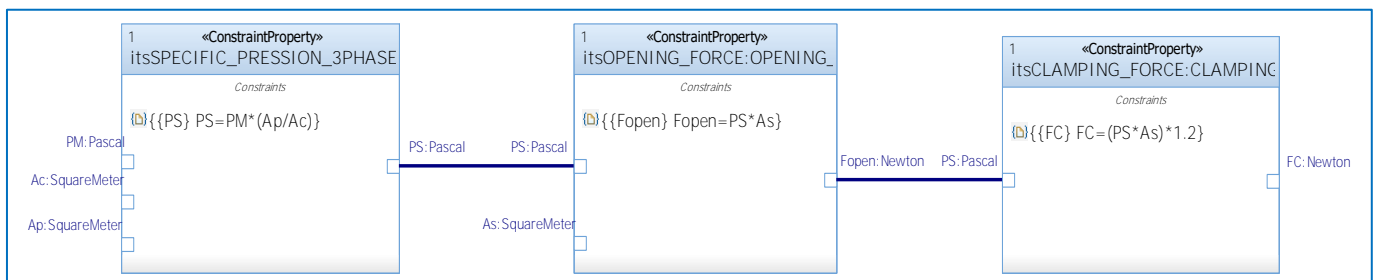 1
«ConstraintProperty»
itsSPECIFIC_PRESSION_3PHASE
Constraints
{{PS} PS=PM*(Ap/Ac)}
PM:Pascal
Ac:SquareMeter
Ap:SquareMeter
PS:Pascal
1
«ConstraintProperty»
itsOPENING_FORCE:OPENING_
Constraints
{{Fopen} Fopen=PS*As}
PS:Pascal
As:SquareMeter
Fopen:Newton
1
«ConstraintProperty»
itsCLAMPING_FORCE:CLAMPING
Constraints
{{FC} FC=(PS*As)*1.2}
PS:Pascal
FC:Newton